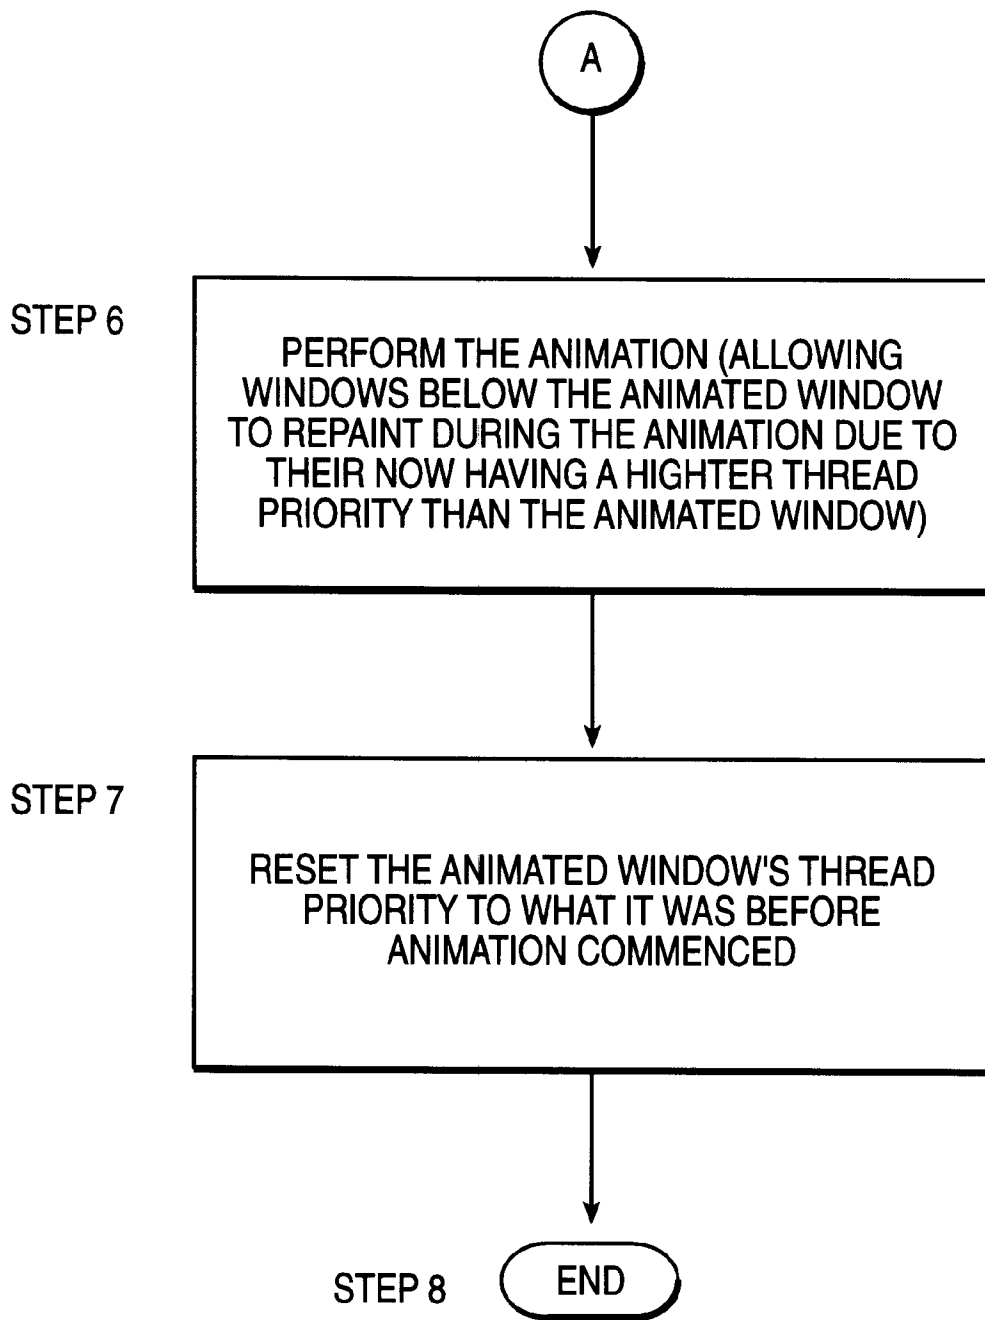 A
STEP 6
PERFORM THE ANIMATION (ALLOWING
WINDOWS BELOW THE ANIMATED WINDOW
TO REPAINT DURING THE ANIMATION DUE TO
THEIR NOW HAVING A HIGHTER THREAD
PRIORITY THAN THE ANIMATED WINDOW)
STEP 7
RESET THE ANIMATED WINDOW'S THREAD
PRIORITY TO WHAT IT WAS BEFORE
ANIMATION COMMENCED
STEP 8
END